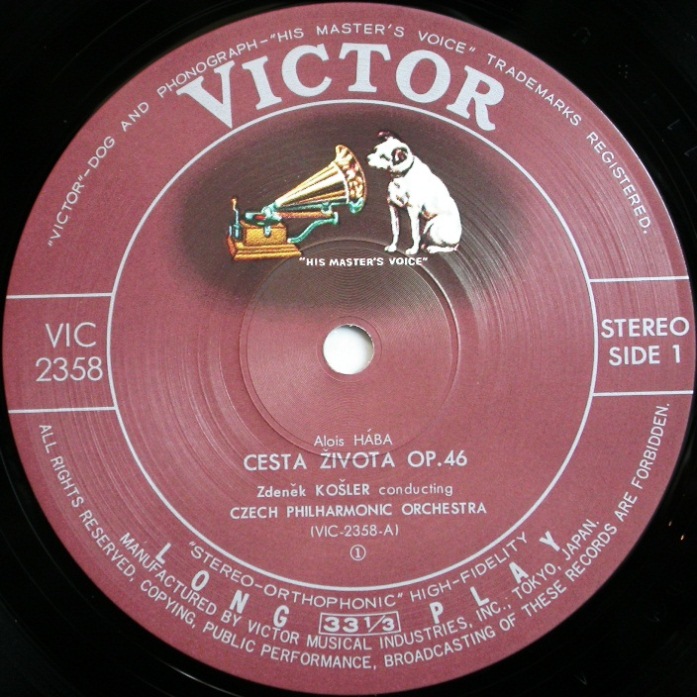 "VICTOR"–DOG AND PHONOGRAPH–"HIS MASTER'S VOICE" TRADEMARKS REGISTERED.
VICTOR
"HIS MASTER'S VOICE"
VIC
2358
STEREO
SIDE 1
Alois HÁBA
CESTA ŽIVOTA OP.46
Zdeněk KOŠLER conducting
CZECH PHILHARMONIC ORCHESTRA
(VIC-2358-A)
①
"STEREO-ORTHOPHONIC" HIGH-FIDELITY
LONG 33 1/3 PLAY
MANUFACTURED BY VICTOR MUSICAL INDUSTRIES, INC., TOKYO, JAPAN.
ALL RIGHTS RESERVED, COPYING, PUBLIC PERFORMANCE, BROADCASTING OF THESE RECORDS ARE FORBIDDEN.